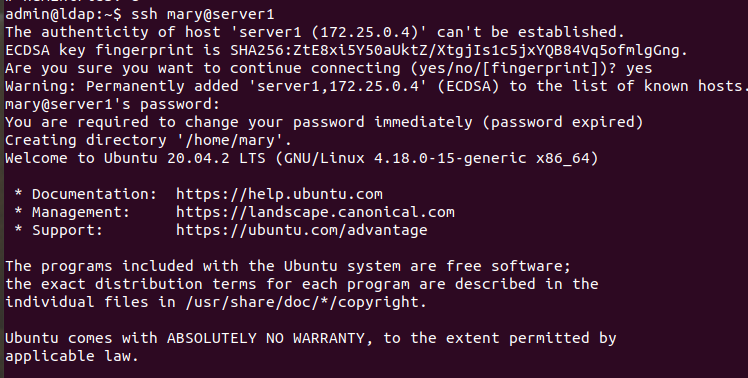 admin@ldap:~$ ssh mary@server1
The authenticity of host 'server1 (172.25.0.4)' can't be established.
ECDSA key fingerprint is SHA256:ZtE8xi5Y50aUktZ/XtgjIs1c5jxYQB84Vq5ofmlgGng.
Are you sure you want to continue connecting (yes/no/[fingerprint])? yes
Warning: Permanently added 'server1,172.25.0.4' (ECDSA) to the list of known hosts.
mary@server1's password:
You are required to change your password immediately (password expired)
Creating directory '/home/mary'.
Welcome to Ubuntu 20.04.2 LTS (GNU/Linux 4.18.0-15-generic x86_64)
* Documentation: https://help.ubuntu.com
* Management: https://landscape.canonical.com
* Support: https://ubuntu.com/advantage
The programs included with the Ubuntu system are free software;
the exact distribution terms for each program are described in the
individual files in /usr/share/doc/*/copyright.
Ubuntu comes with ABSOLUTELY NO WARRANTY, to the extent permitted by
applicable law.